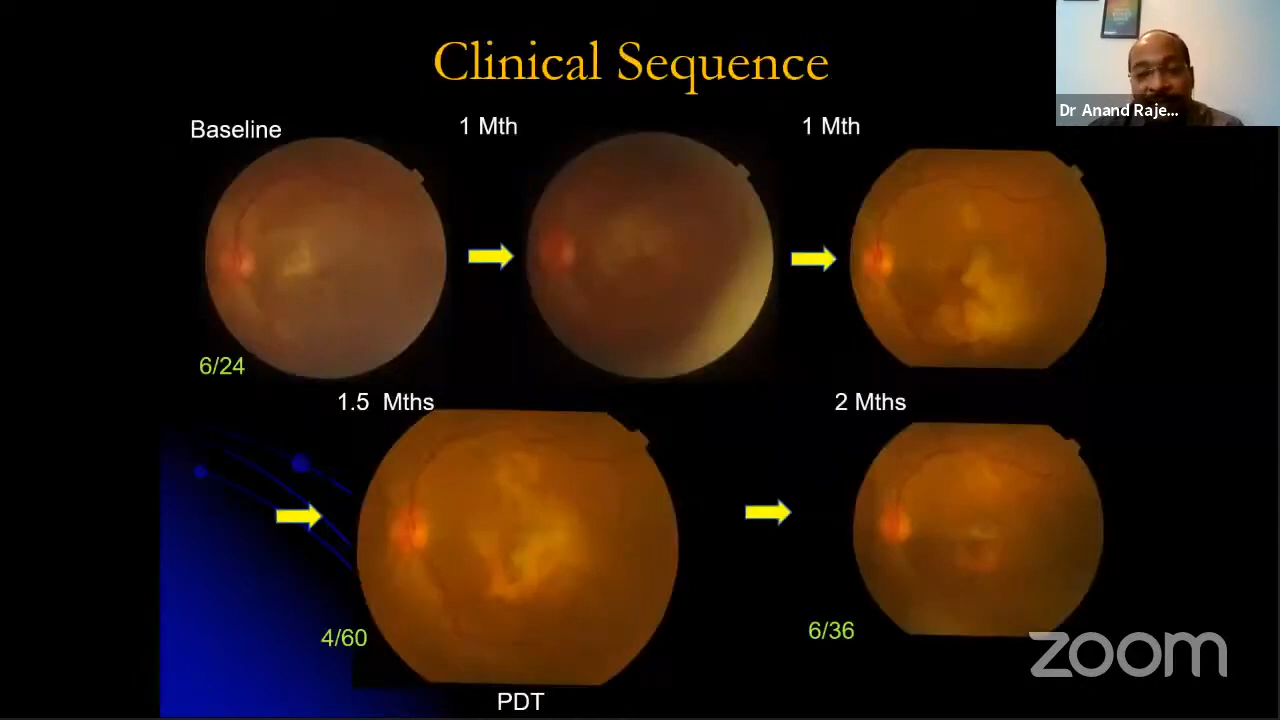 Clinical Sequence
Dr Anand Raje...
Baseline
1 Mth
1 Mth
6/24
1.5 Mths
2 Mths
4/60
6/36
PDT
zoom